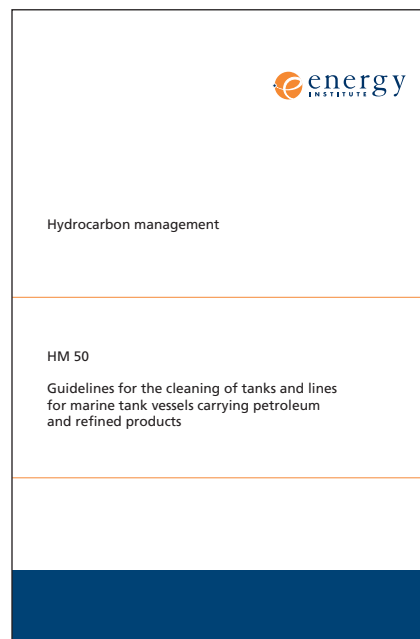 energy
INSTITUTE
Hydrocarbon management
HM 50
Guidelines for the cleaning of tanks and lines
for marine tank vessels carrying petroleum
and refined products